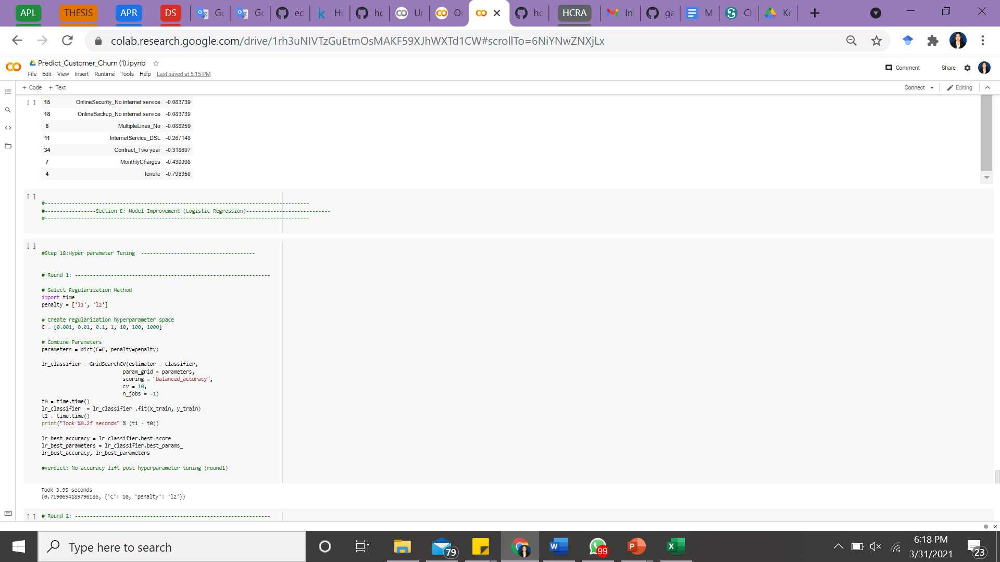 APL THESIS APR DS Gc Gc ec Hc hc Ur Or hc HCRA In ga M Cl Ke
colab.research.google.com/drive/1rh3uNIVTzGuEtmOsMAKF59XJhWXTd1CW#scrollTo=6NiYNwZNXjLx
Predict_Customer_Churn (1).ipynb
Comment Share
File Edit View Insert Runtime Tools Help Last saved at 5:15 PM
+ Code + Text Connect Editing
[ ] 15 OnlineSecurity_No internet service -0.083739
18 OnlineBackup_No internet service -0.083739
8 MultipleLines_No -0.088259
11 InternetService_DSL -0.267148
34 Contract_Two year -0.318697
7 MonthlyCharges -0.430098
4 tenure -0.796350
[ ]
#----------------------------------------------------------------------------------------
#-----------------Section E: Model Improvement (Logistic Regression)----------------------------
#----------------------------------------------------------------------------------------
[ ]
#Step 18:Hyper parameter Tuning --------------------------------------
# Round 1: -----------------------------------------------------------------
# Select Regularization Method
import time
penalty = ['l1', 'l2']
# Create regularization hyperparameter space
C = [0.001, 0.01, 0.1, 1, 10, 100, 1000]
# Combine Parameters
parameters = dict(C=C, penalty=penalty)
lr_classifier = GridSearchCV(estimator = classifier,
param_grid = parameters,
scoring = "balanced_accuracy",
cv = 10,
n_jobs = -1)
t0 = time.time()
lr_classifier  = lr_classifier .fit(X_train, y_train)
t1 = time.time()
print("Took %0.2f seconds" % (t1 - t0))
lr_best_accuracy = lr_classifier.best_score_
lr_best_parameters = lr_classifier.best_params_
lr_best_accuracy, lr_best_parameters
#verdict: No accuracy lift post hyperparameter tuning (round1)
Took 3.95 seconds
(0.7190694189796186, {'C': 10, 'penalty': 'l2'})
[ ] # Round 2: -----------------------------------------------------------------
Type here to search
79
99
6:18 PM
3/31/2021
23